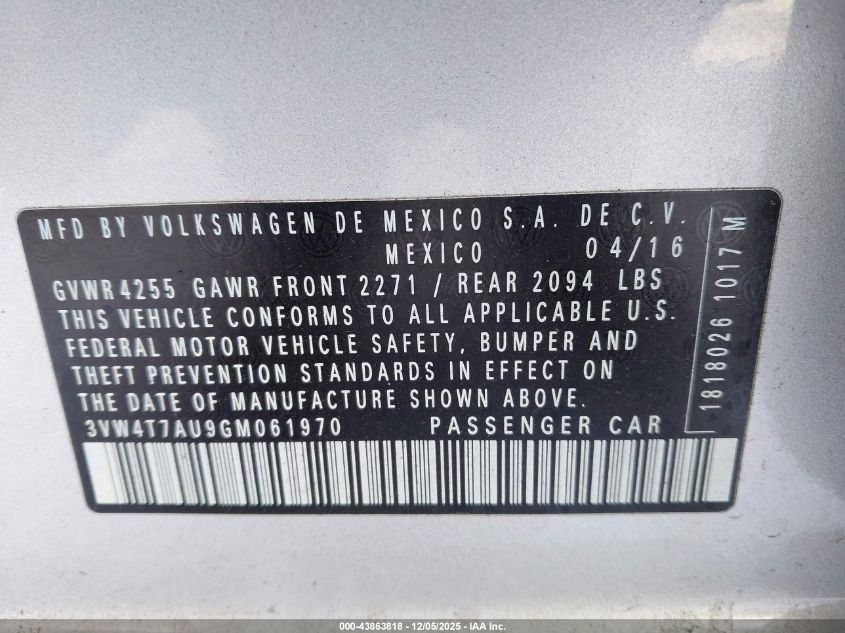 MFD BY VOLKSWAGEN DE MEXICO S.A. DE C.V.
MEXICO 04/16
GVWR4255 GAWR FRONT 2271 / REAR 2094 LBS
THIS VEHICLE CONFORMS TO ALL APPLICABLE U.S.
FEDERAL MOTOR VEHICLE SAFETY, BUMPER AND
THEFT PREVENTION STANDARDS IN EFFECT ON
THE DATE OF MANUFACTURE SHOWN ABOVE.
3VW4T7AU9GM061970 PASSENGER CAR
1818026 1017 M
000-43863818 - 12/05/2025 - IAA Inc.